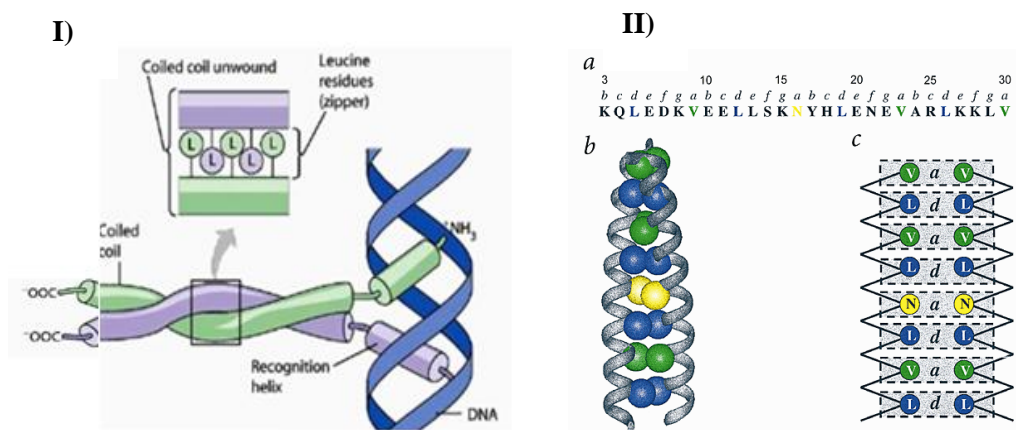 I)
Coiled coil unwound
Leucine
residues
(zipper)
L L L
L L
NH₃
Coiled
coil
⁻OOC
⁻OOC
Recognition
helix
DNA
II)
a
3 10 15 20 25 30
b c d e f g a b c d e f g a b c d e f g a b c d e f g a
K Q L E D K V E E L L S K N Y H L E N E V A R L K K L V
b
c
V a V
L d L
V a V
L d L
N a N
L d L
V a V
L d L